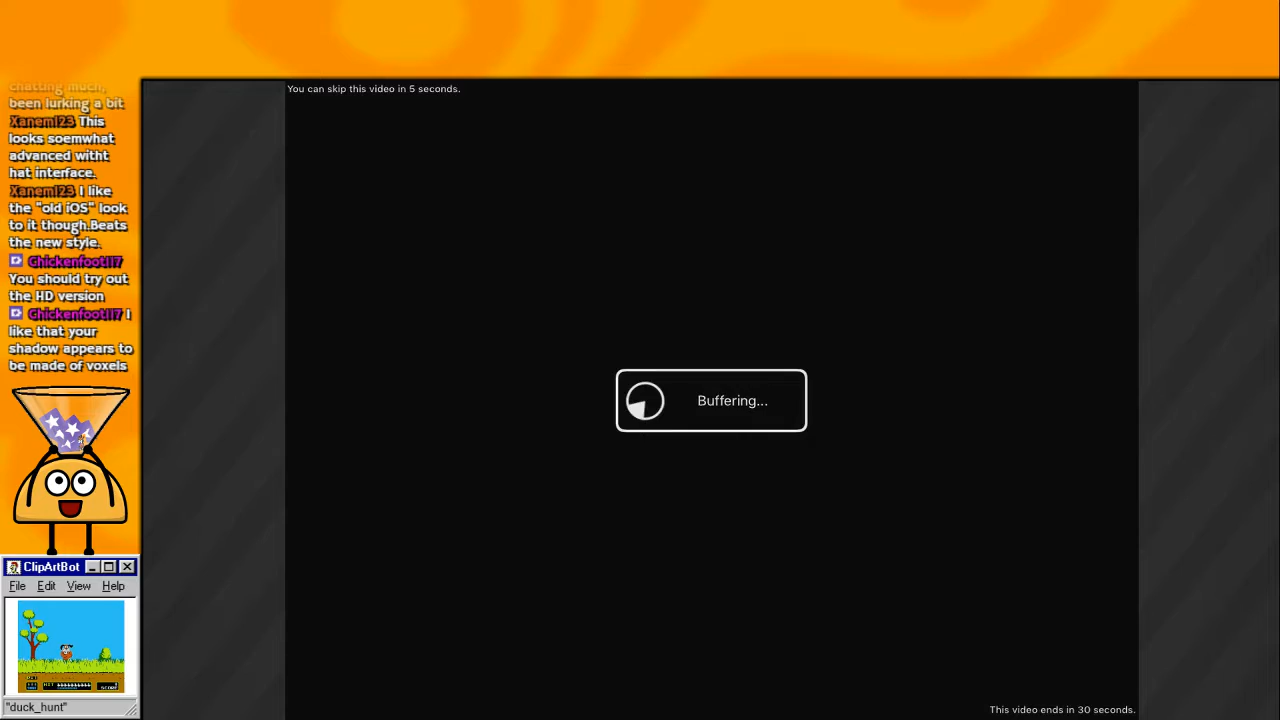 chatting much,
been lurking a bit
Xanem123 This
looks soemwhat
advanced witht
hat interface.
Xanem123 I like
the "old iOS" look
to it though.Beats
the new style.
Chickenfoot117
You should try out
the HD version
Chickenfoot117 I
like that your
shadow appears to
be made of voxels
ClipArtBot
File Edit View Help
SCORE
"duck_hunt"
You can skip this video in 5 seconds.
Buffering...
This video ends in 30 seconds.